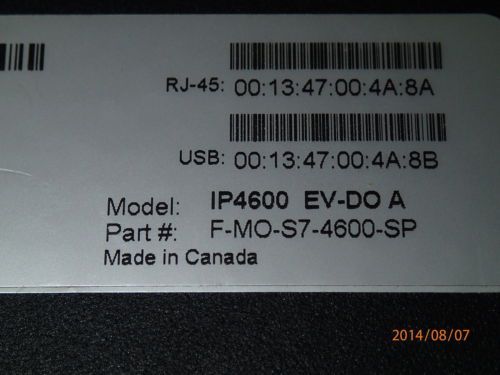 RJ-45: 00:13:47:00:4A:8A
USB: 00:13:47:00:4A:8B
Model: IP4600 EV-DO A
Part #: F-MO-S7-4600-SP
Made in Canada
2014/08/07